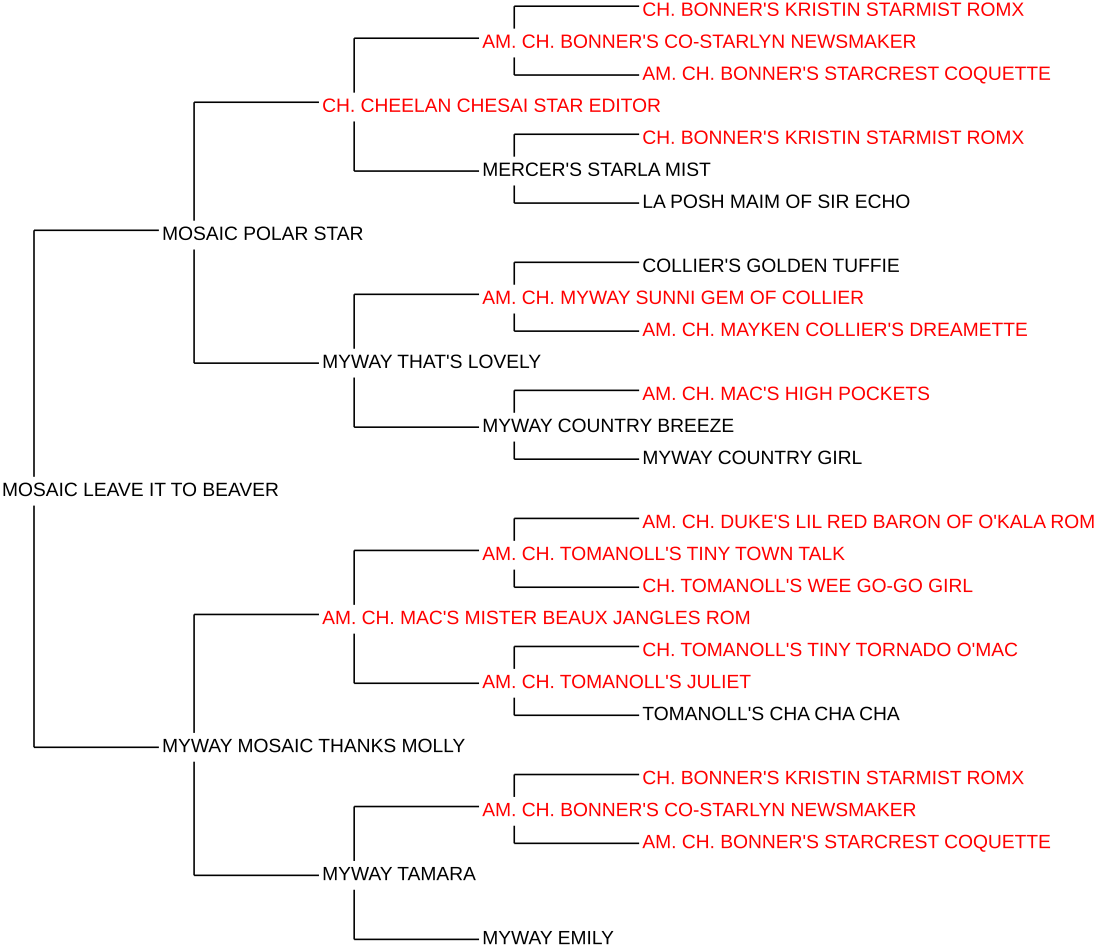 CH. BONNER'S KRISTIN STARMIST ROMX
AM. CH. BONNER'S CO-STARLYN NEWSMAKER
AM. CH. BONNER'S STARCREST COQUETTE
CH. CHEELAN CHESAI STAR EDITOR
CH. BONNER'S KRISTIN STARMIST ROMX
MERCER'S STARLA MIST
LA POSH MAIM OF SIR ECHO
MOSAIC POLAR STAR
COLLIER'S GOLDEN TUFFIE
AM. CH. MYWAY SUNNI GEM OF COLLIER
AM. CH. MAYKEN COLLIER'S DREAMETTE
MYWAY THAT'S LOVELY
AM. CH. MAC'S HIGH POCKETS
MYWAY COUNTRY BREEZE
MYWAY COUNTRY GIRL
MOSAIC LEAVE IT TO BEAVER
AM. CH. DUKE'S LIL RED BARON OF O'KALA ROM
AM. CH. TOMANOLL'S TINY TOWN TALK
CH. TOMANOLL'S WEE GO-GO GIRL
AM. CH. MAC'S MISTER BEAUX JANGLES ROM
CH. TOMANOLL'S TINY TORNADO O'MAC
AM. CH. TOMANOLL'S JULIET
TOMANOLL'S CHA CHA CHA
MYWAY MOSAIC THANKS MOLLY
CH. BONNER'S KRISTIN STARMIST ROMX
AM. CH. BONNER'S CO-STARLYN NEWSMAKER
AM. CH. BONNER'S STARCREST COQUETTE
MYWAY TAMARA
MYWAY EMILY